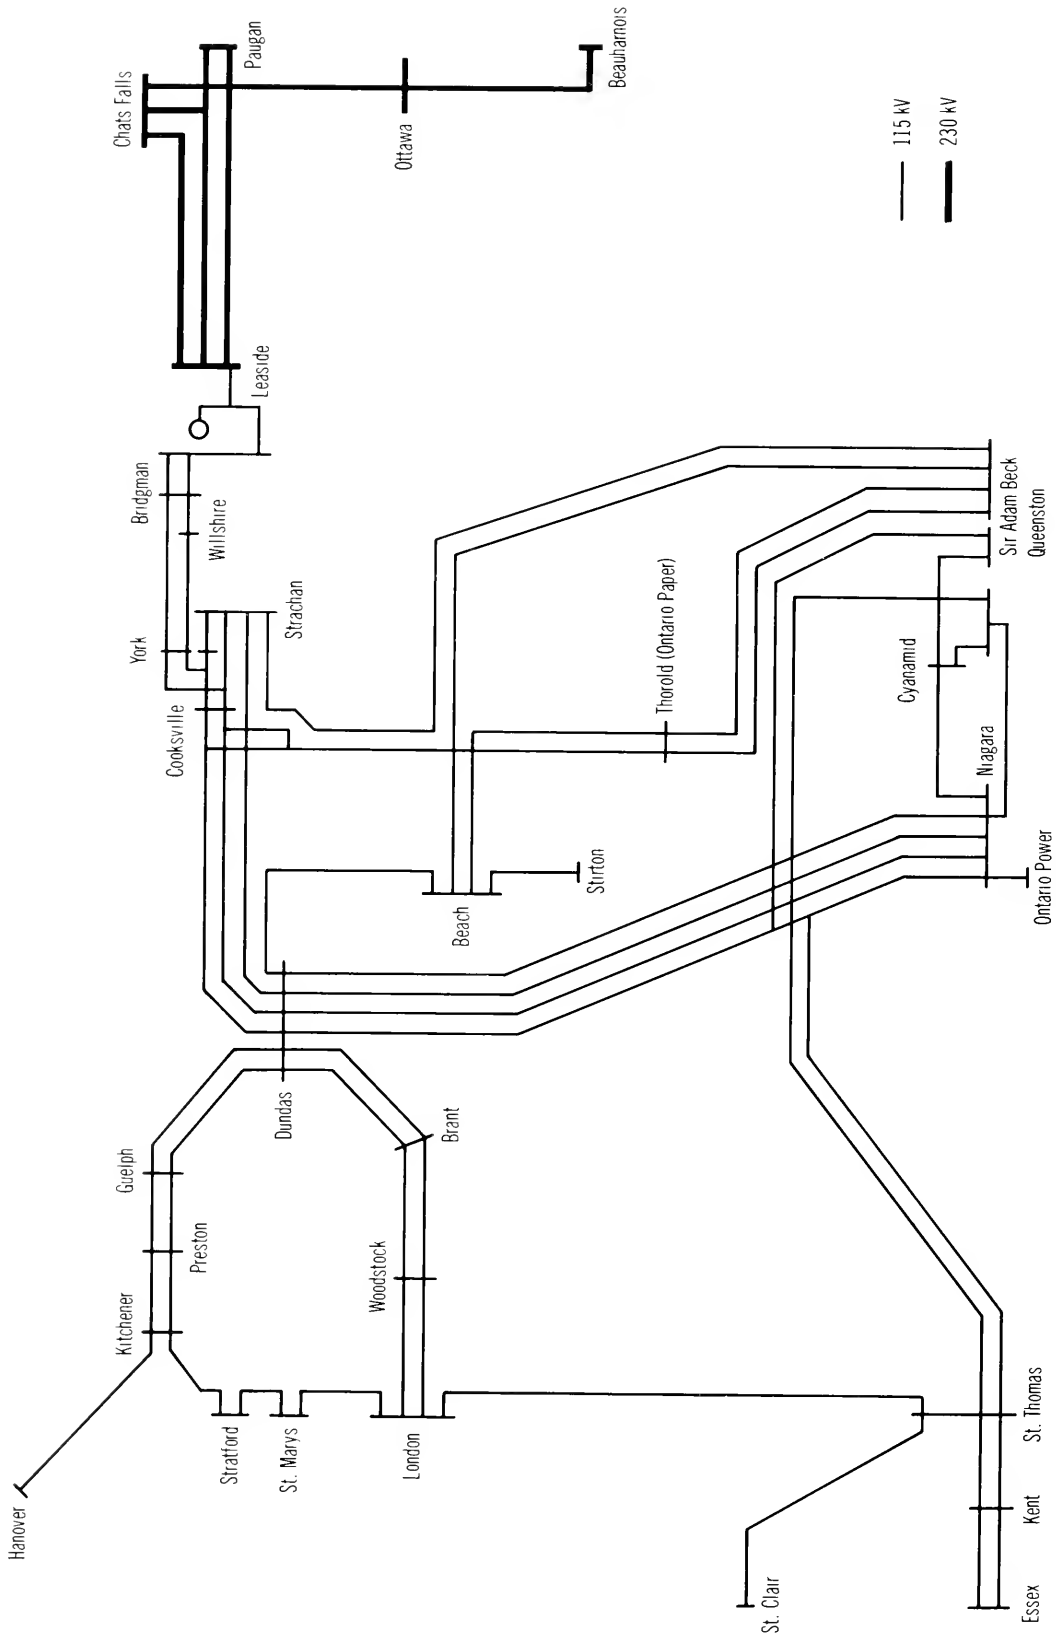 Hanover
Kitchener
Preston
Guelph
Stratford
St. Marys
London
Woodstock
Brant
Dundas
St. Clair
Essex
Kent
St. Thomas
Cooksville
York
Strachan
Willshire
Bridgman
Leaside
Chats Falls
Paugan
Ottawa
Beauharnois
Beach
Stirton
Thorold (Ontario Paper)
Ontario Power
Niagara
Cyanamid
Sir Adam Beck
Queenston
115 kV
230 kV